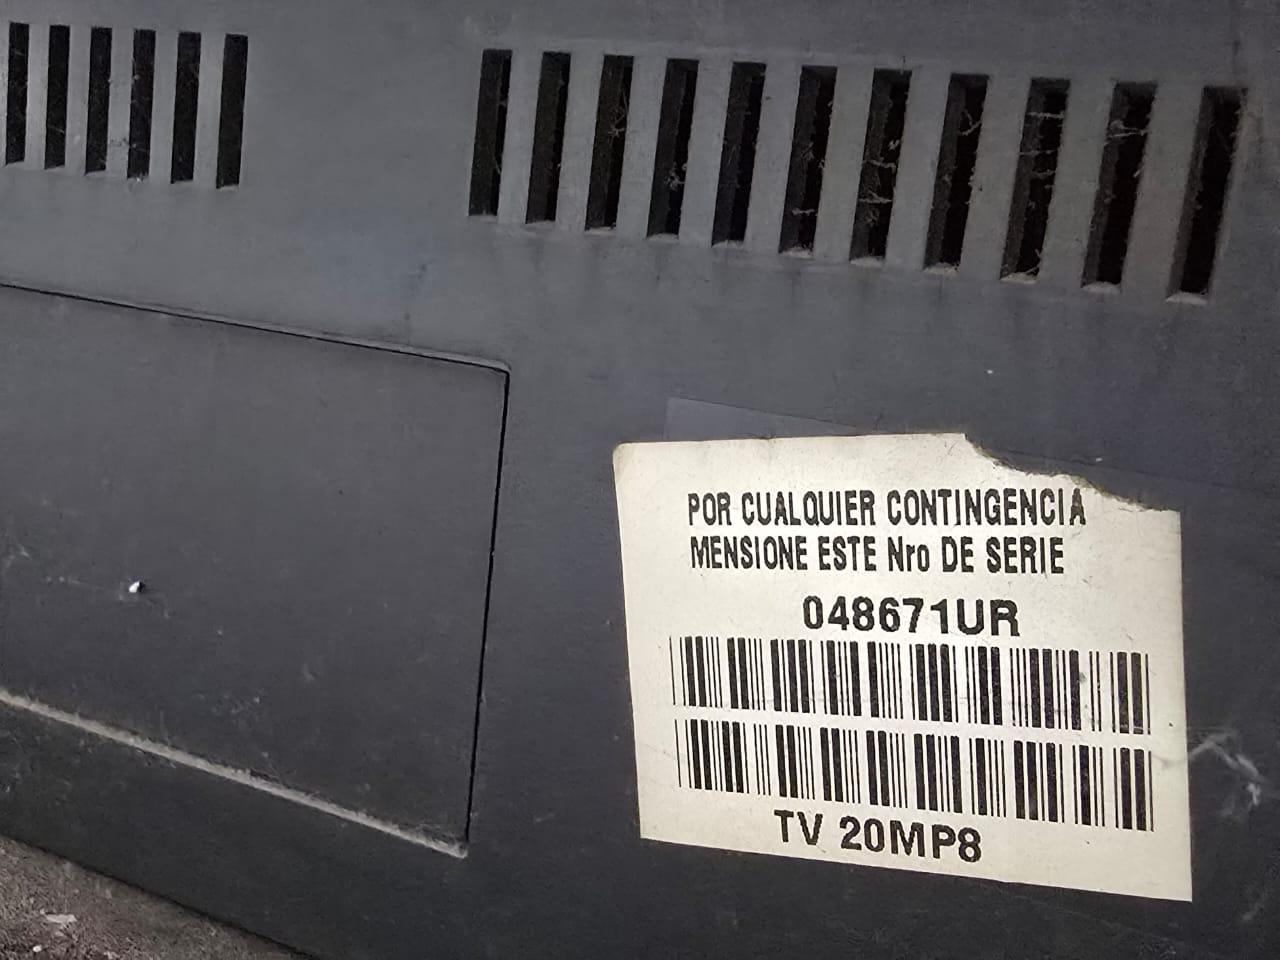 POR CUALQUIER CONTINGENCIA
MENSIONE ESTE Nro DE SERIE
048671UR
TV 20MP8